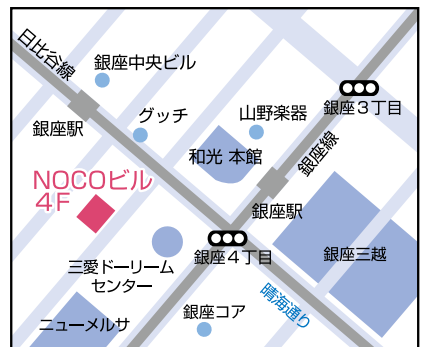 日比谷線
銀座中央ビル
銀座駅
グッチ
山野楽器
銀座3丁目
和光 本館
銀座線
NOCOビル
4F
銀座駅
三愛ドーリーム
センター
銀座4丁目
銀座三越
晴海通り
ニューメルサ
銀座コア